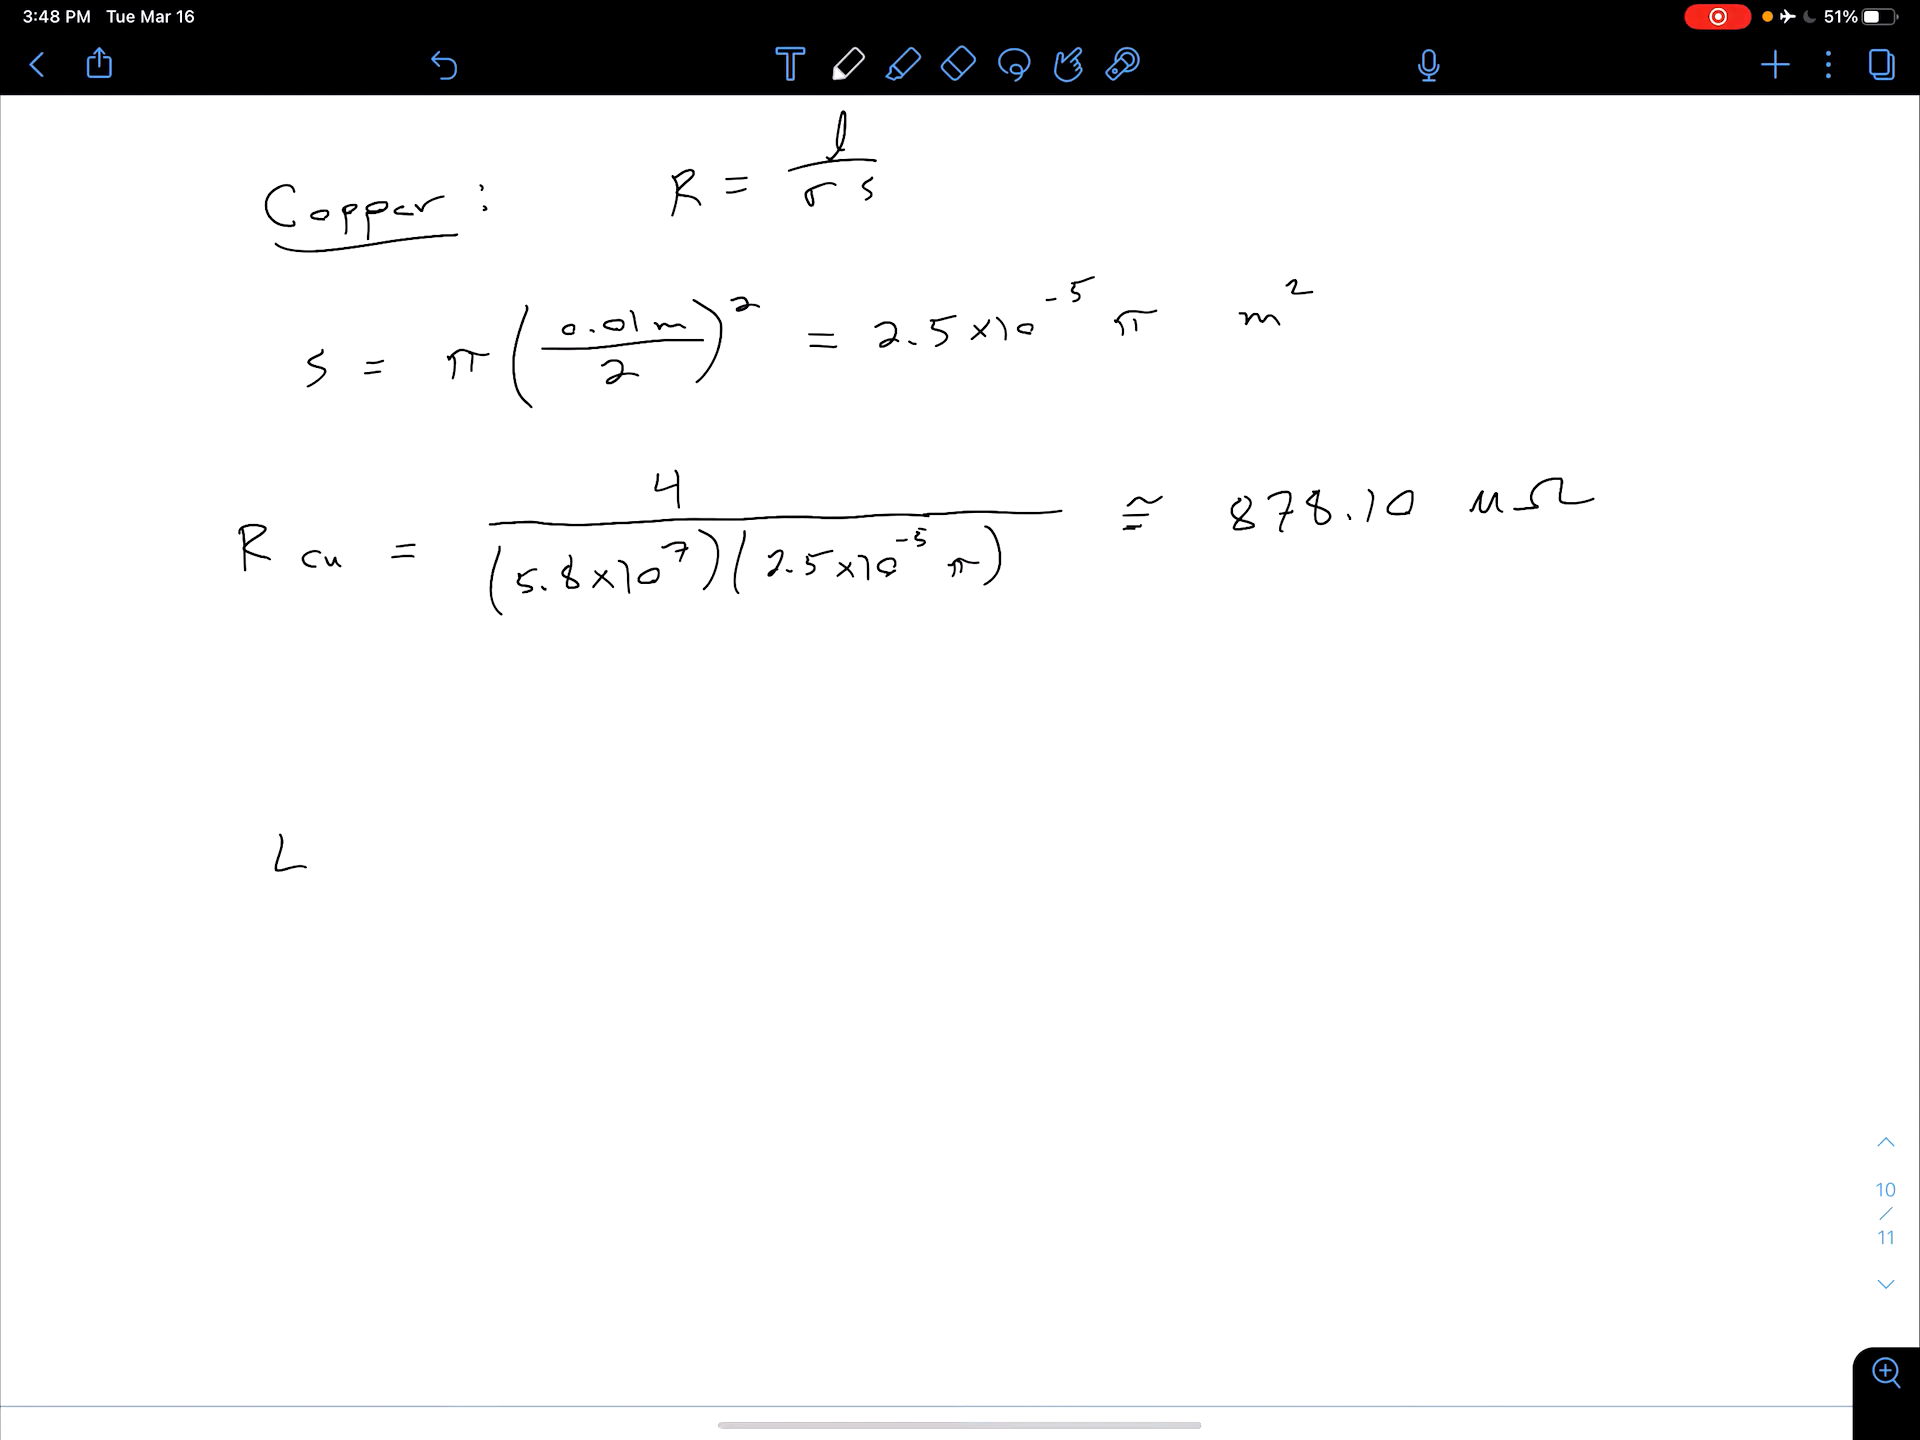 3:48 PM Tue Mar 16
51%
Copper : R = l / σ s
s = π ( 0.01 m / 2 )² = 2.5 × 10⁻⁵ π m²
R cu = 4 / (5.8 × 10⁷)(2.5 × 10⁻⁵ π) ≅ 878.10 μΩ
L
10
/
11